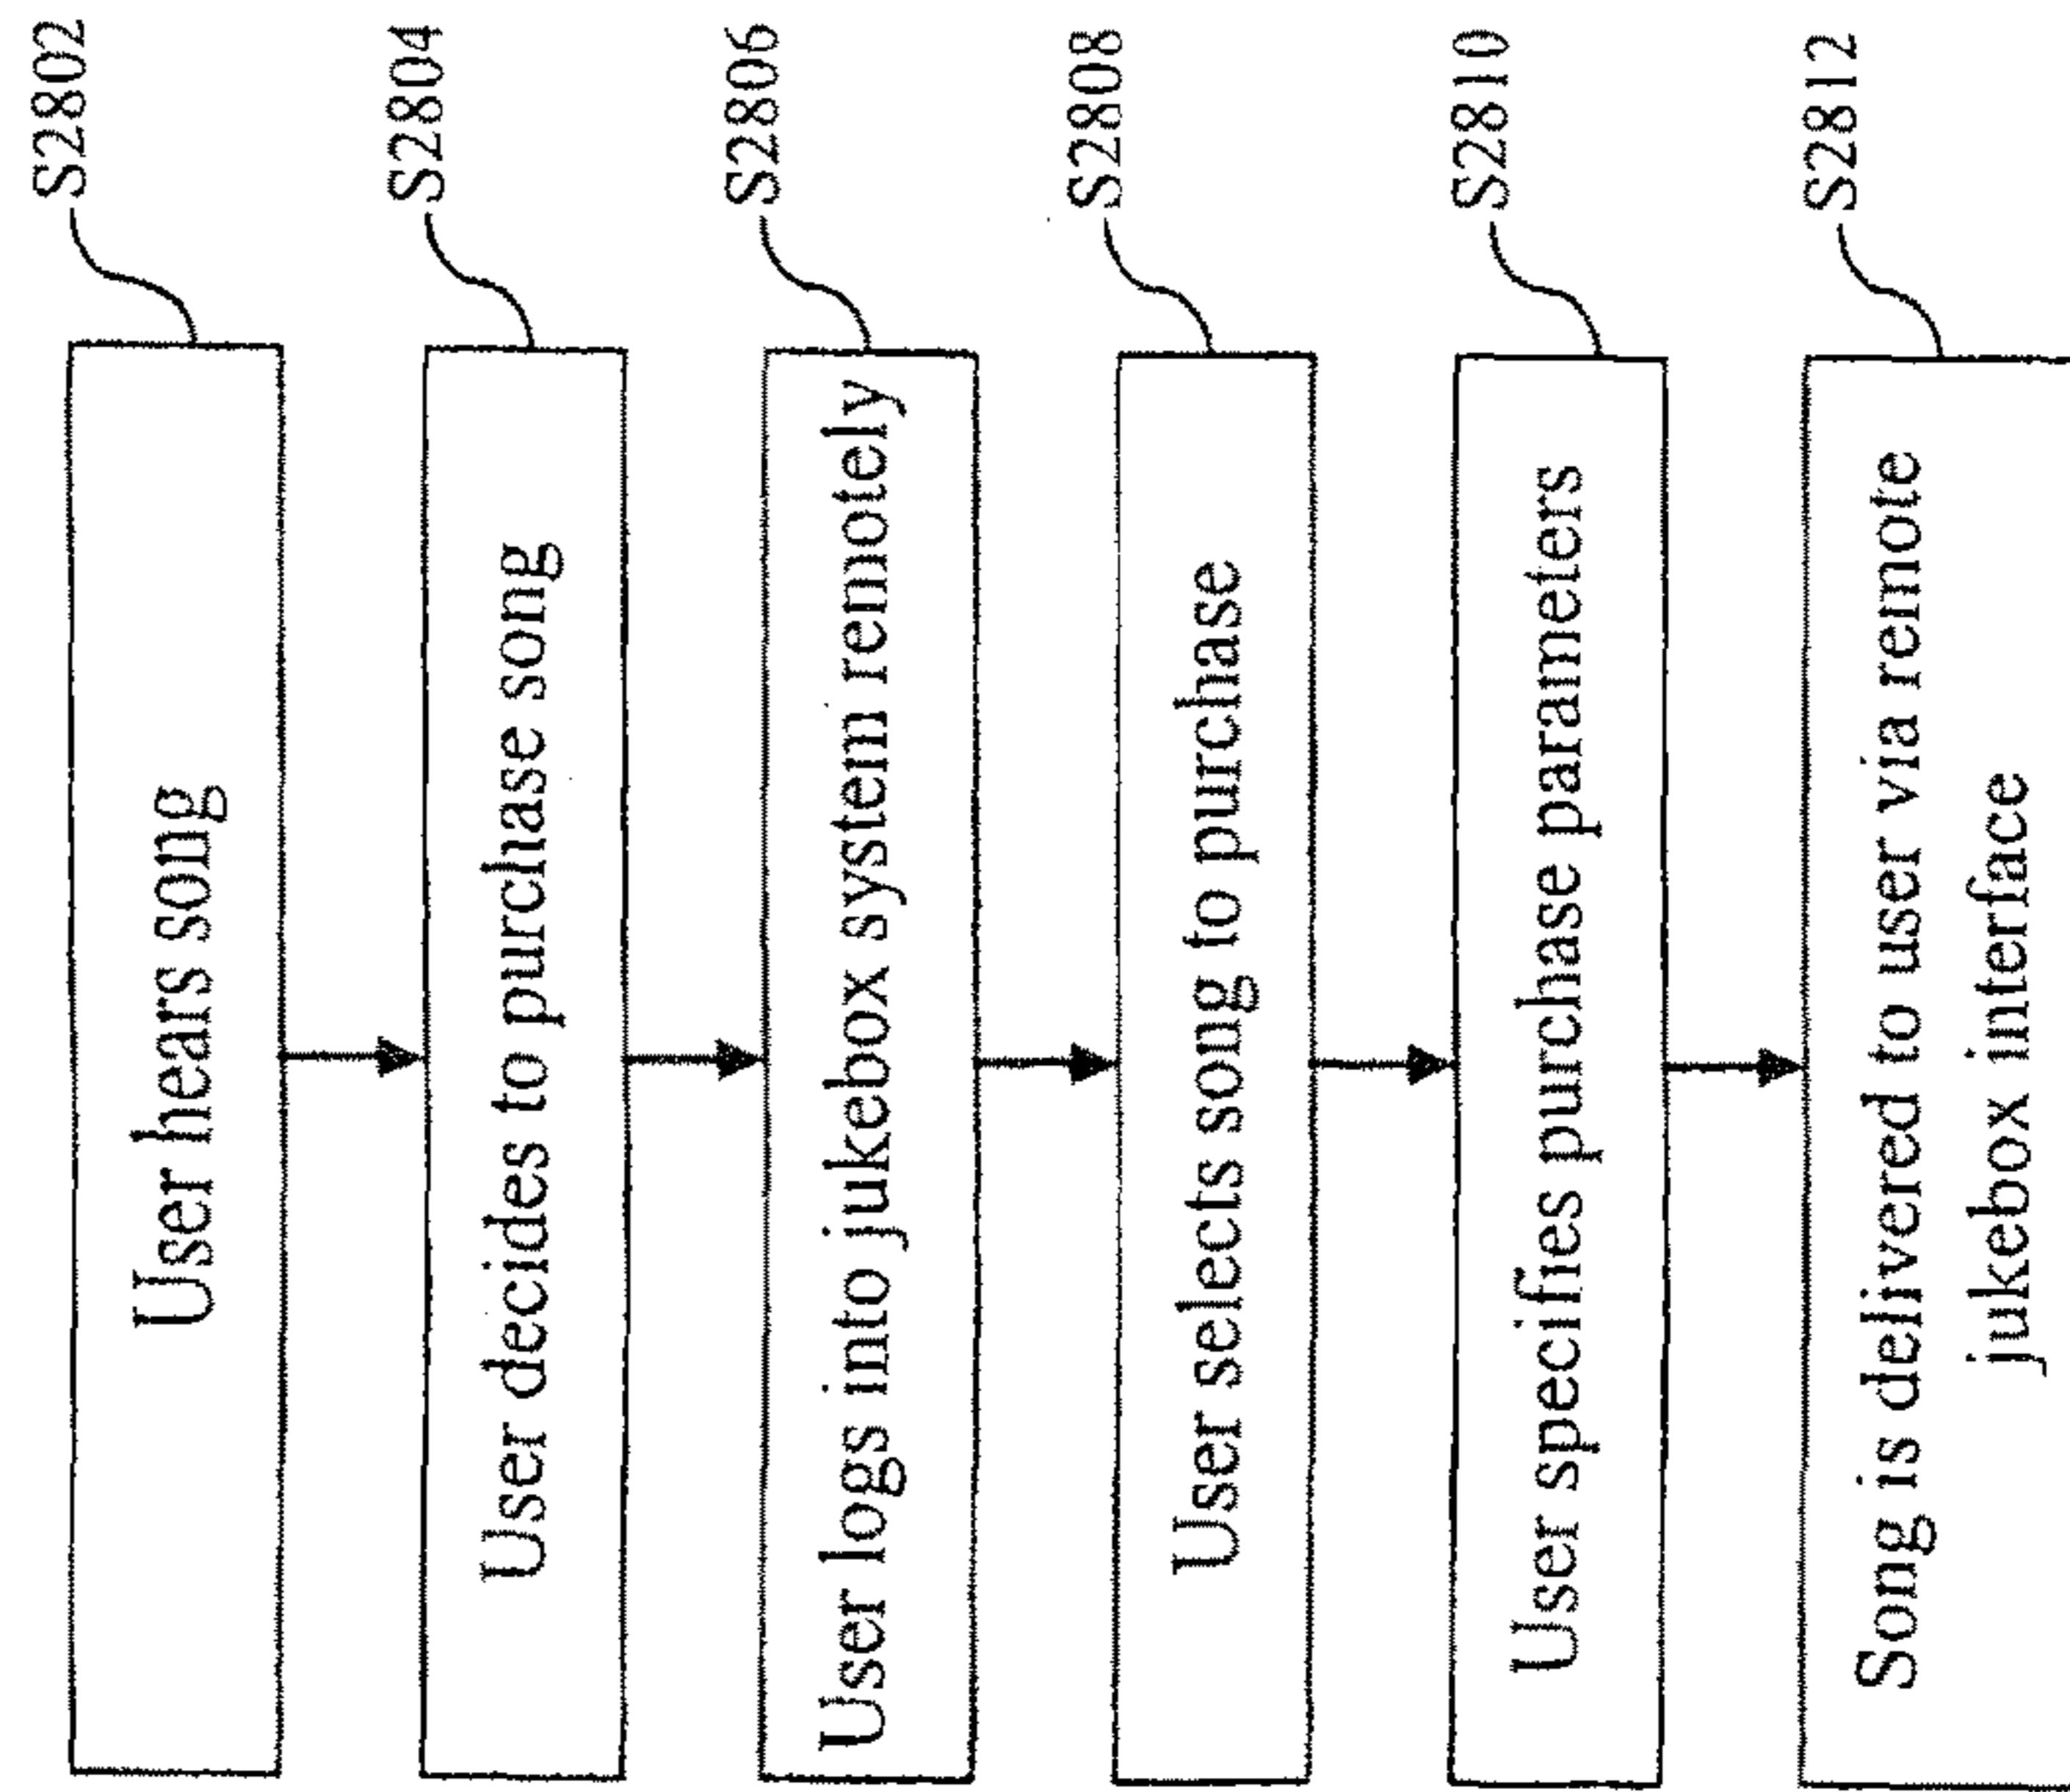 User hears song
S2802
User decides to purchase song
S2804
User logs into jukebox system remotely
S2806
User selects song to purchase
S2808
User specifies purchase parameters
S2810
Song is delivered to user via remote
jukebox interface
S2812